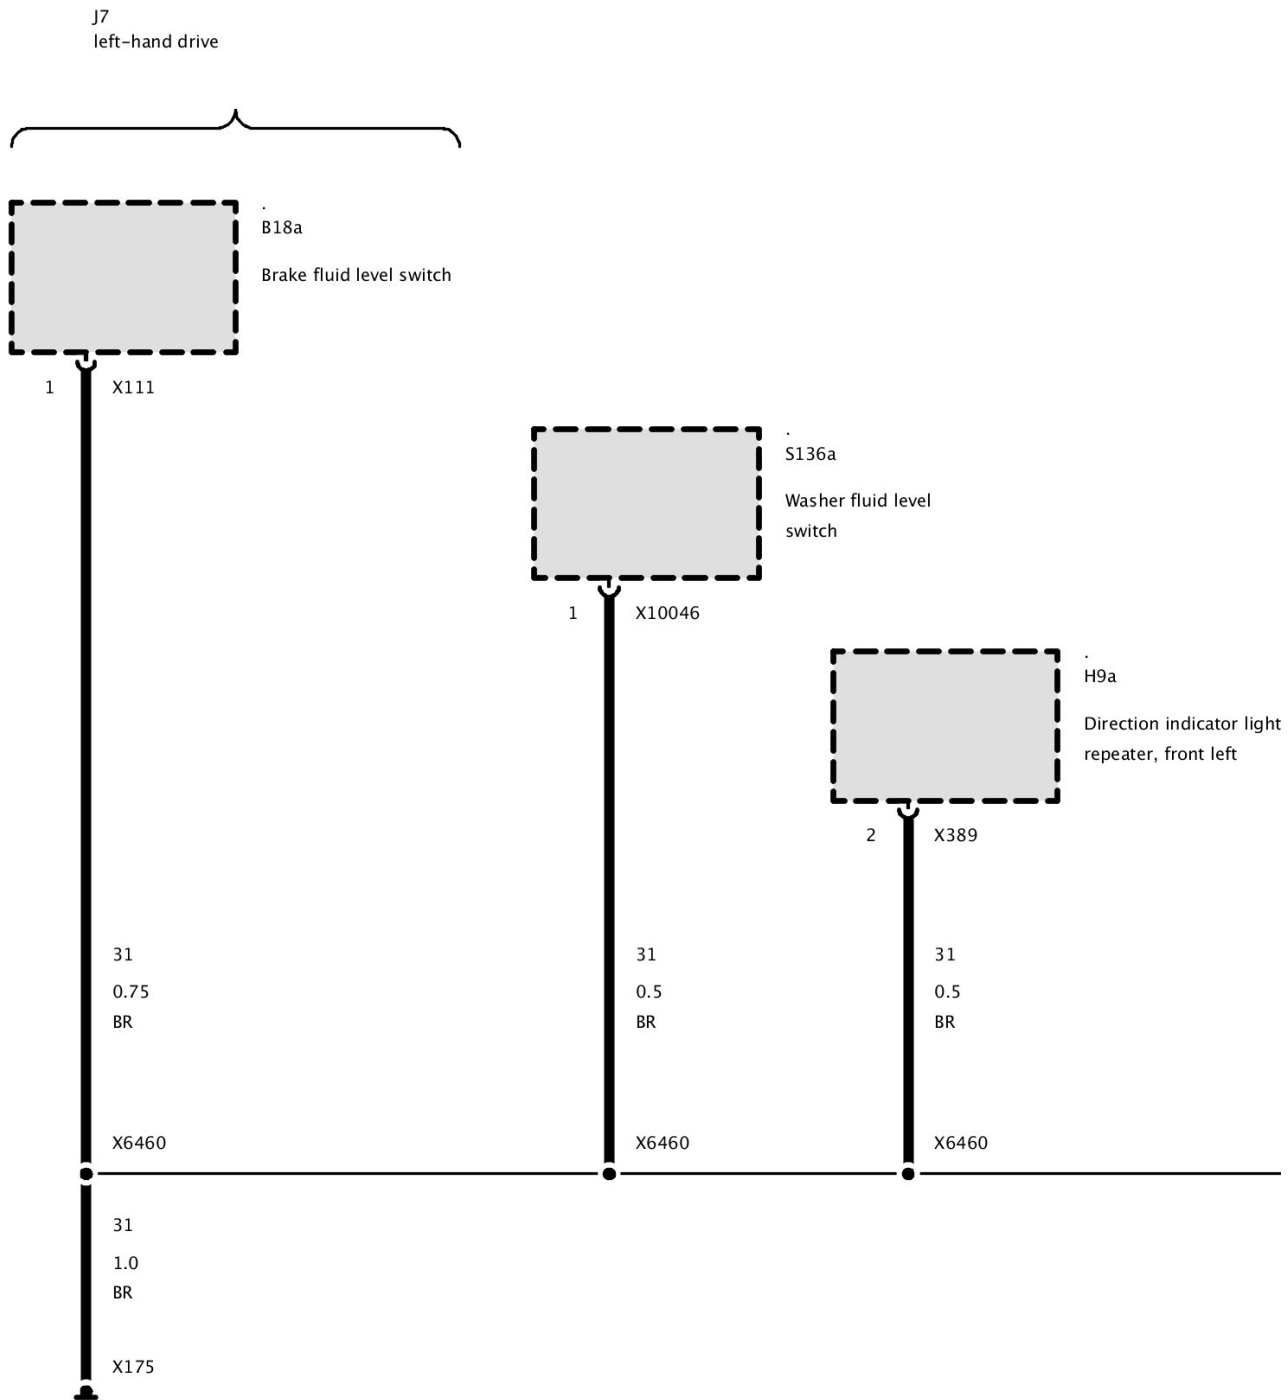 J7
left-hand drive
.
B18a
Brake fluid level switch
1 X111
.
S136a
Washer fluid level
switch
1 X10046
.
H9a
Direction indicator light
repeater, front left
2 X389
31 31 31
0.75 0.5 0.5
BR BR BR
X6460 X6460 X6460
31
1.0
BR
X175